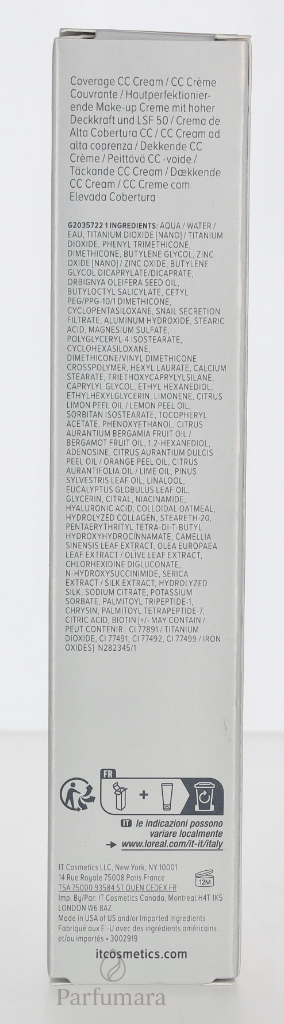 Coverage CC Cream / CC Crème
Couvrante / Hautperfektionier-
ende Make-up Creme mit hoher
Deckkraft und LSF 50 / Crema de
Alta Cobertura CC / CC Cream ad
alta coprenza / Dekkende CC
Crème / Peittävä CC -voide /
Täckande CC Cream / Dækkende
CC Cream / CC Creme com
Elevada Cobertura
G2035722 1 INGREDIENTS: AQUA / WATER /
EAU, TITANIUM DIOXIDE [NANO] / TITANIUM
DIOXIDE, PHENYL TRIMETHICONE,
DIMETHICONE, BUTYLENE GLYCOL, ZINC
OXIDE [NANO] / ZINC OXIDE, BUTYLENE
GLYCOL DICAPRYLATE/DICAPRATE,
ORBIGNYA OLEIFERA SEED OIL,
BUTYLOCTYL SALICYLATE, CETYL
PEG/PPG-10/1 DIMETHICONE,
CYCLOPENTASILOXANE, SNAIL SECRETION
FILTRATE, ALUMINUM HYDROXIDE, STEARIC
ACID, MAGNESIUM SULFATE,
POLYGLYCERYL-4 ISOSTEARATE,
CYCLOHEXASILOXANE,
DIMETHICONE/VINYL DIMETHICONE
CROSSPOLYMER, HEXYL LAURATE, CALCIUM
STEARATE, TRIETHOXYCAPRYLYLSILANE,
CAPRYLYL GLYCOL, ETHYL HEXANEDIOL,
ETHYLHEXYLGLYCERIN, LIMONENE, CITRUS
LIMON PEEL OIL / LEMON PEEL OIL,
SORBITAN ISOSTEARATE, TOCOPHERYL
ACETATE, PHENOXYETHANOL, CITRUS
AURANTIUM BERGAMIA FRUIT OIL /
BERGAMOT FRUIT OIL, 1,2-HEXANEDIOL,
ADENOSINE, CITRUS AURANTIUM DULCIS
PEEL OIL / ORANGE PEEL OIL, CITRUS
AURANTIFOLIA OIL / LIME OIL, PINUS
SYLVESTRIS LEAF OIL, LINALOOL,
EUCALYPTUS GLOBULUS LEAF OIL,
GLYCERIN, CITRAL, NIACINAMIDE,
HYALURONIC ACID, COLLOIDAL OATMEAL,
HYDROLYZED COLLAGEN, STEARETH-20,
PENTAERYTHRITYL TETRA-DI-T-BUTYL
HYDROXYHYDROCINNAMATE, CAMELLIA
SINENSIS LEAF EXTRACT, OLEA EUROPAEA
LEAF EXTRACT / OLIVE LEAF EXTRACT,
CHLORHEXIDINE DIGLUCONATE,
N-HYDROXYSUCCINIMIDE, SERICA
EXTRACT / SILK EXTRACT, HYDROLYZED
SILK, SODIUM CITRATE, POTASSIUM
SORBATE, PALMITOYL TRIPEPTIDE-1,
CHRYSIN, PALMITOYL TETRAPEPTIDE-7,
CITRIC ACID, BIOTIN [+/- MAY CONTAIN /
PEUT CONTENIR : CI 77891 / TITANIUM
DIOXIDE, CI 77491, CI 77492, CI 77499 / IRON
OXIDES] N282345/1
FR
+
IT le indicazioni possono
variare localmente
www.loreal.com/it-it/italy
IT Cosmetics LLC, New York, NY 10001
14 Rue Royale 75008 Paris France
TSA 75000 93584 ST OUEN CEDEX FR
Imp. By/Par: IT Cosmetics Canada, Montreal H4T 1K5
LONDON W6 8AZ
Made in USA of US and/or Imported Ingredients
Fabriqué aux É.-U avec des ingrédients américains
et/ou importés • 3002919
12M
itcosmetics.com
Parfumara